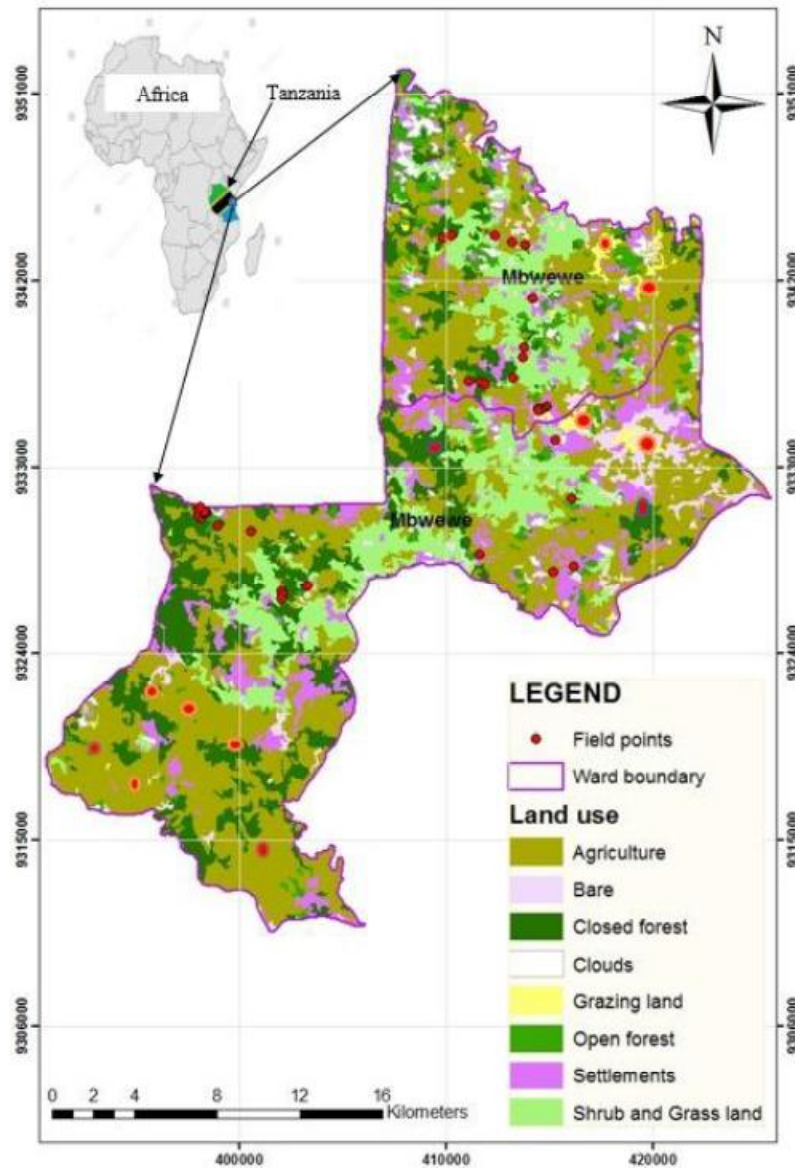 Africa
Tanzania
N
9351000
9351000
Mbwewe
9342000
9342000
9333000
9333000
Mbwewe
9324000
9324000
LEGEND
Field points
Ward boundary
Land use
Agriculture
Bare
Closed forest
Clouds
Grazing land
Open forest
Settlements
Shrub and Grass land
9315000
9315000
9306000
9306000
0 2 4 8 12 16
Kilometers
400000 410000 420000